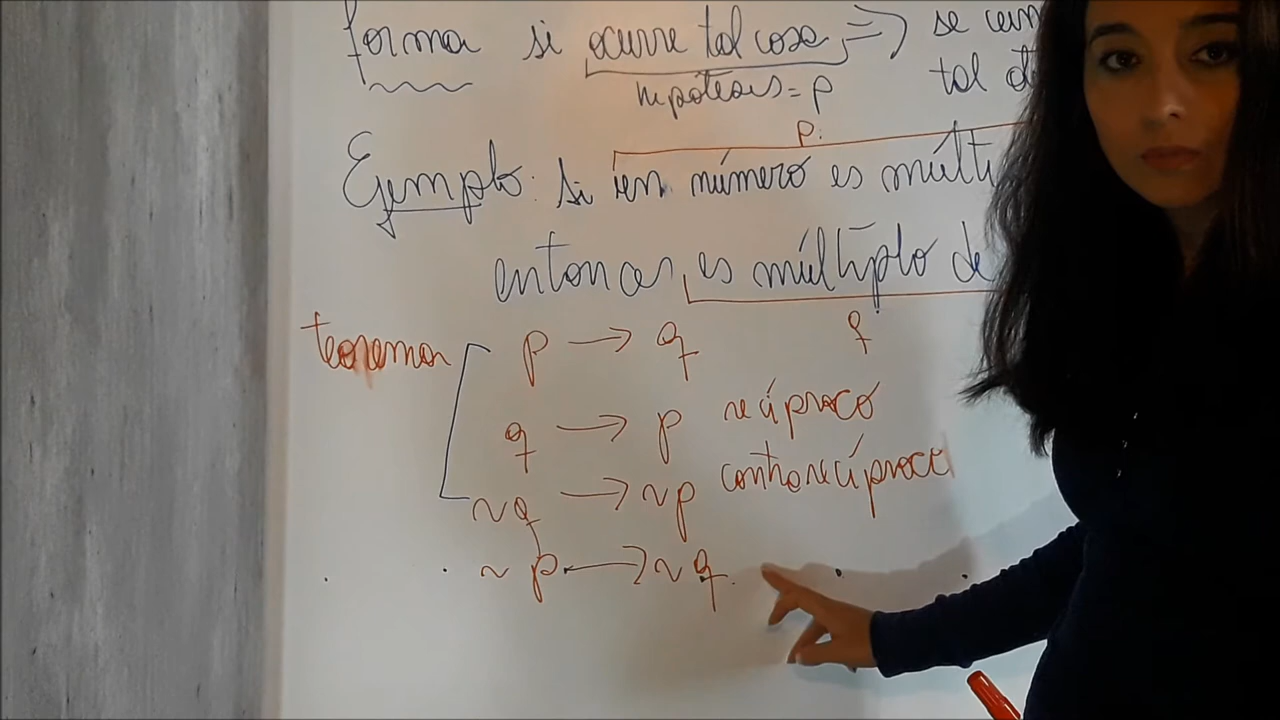 forma si ocurre tal cosa, => se cum
hipótesis = p tal d
p:
Ejemplo: Si un número es múlti
entonces, es múltiplo de
q
teorema p → q
q → p recíproco
~q → ~p contrarecíproco
~p → ~q